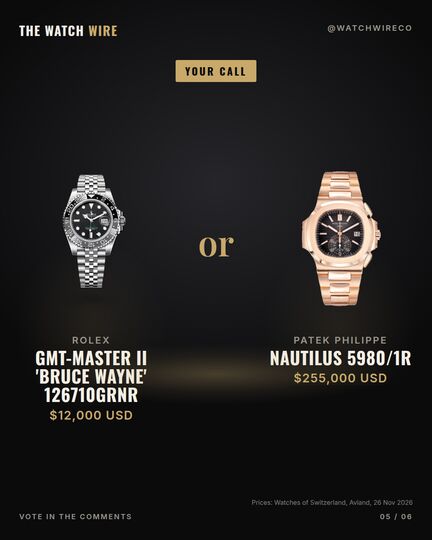 THE WATCH WIRE
@WATCHWIRECO
YOUR CALL
or
ROLEX
GMT-MASTER II
'BRUCE WAYNE'
126710GRNR
$12,000 USD
PATEK PHILIPPE
NAUTILUS 5980/1R
$255,000 USD
Prices: Watches of Switzerland, Avland, 26 Nov 2026
VOTE IN THE COMMENTS
05 / 06